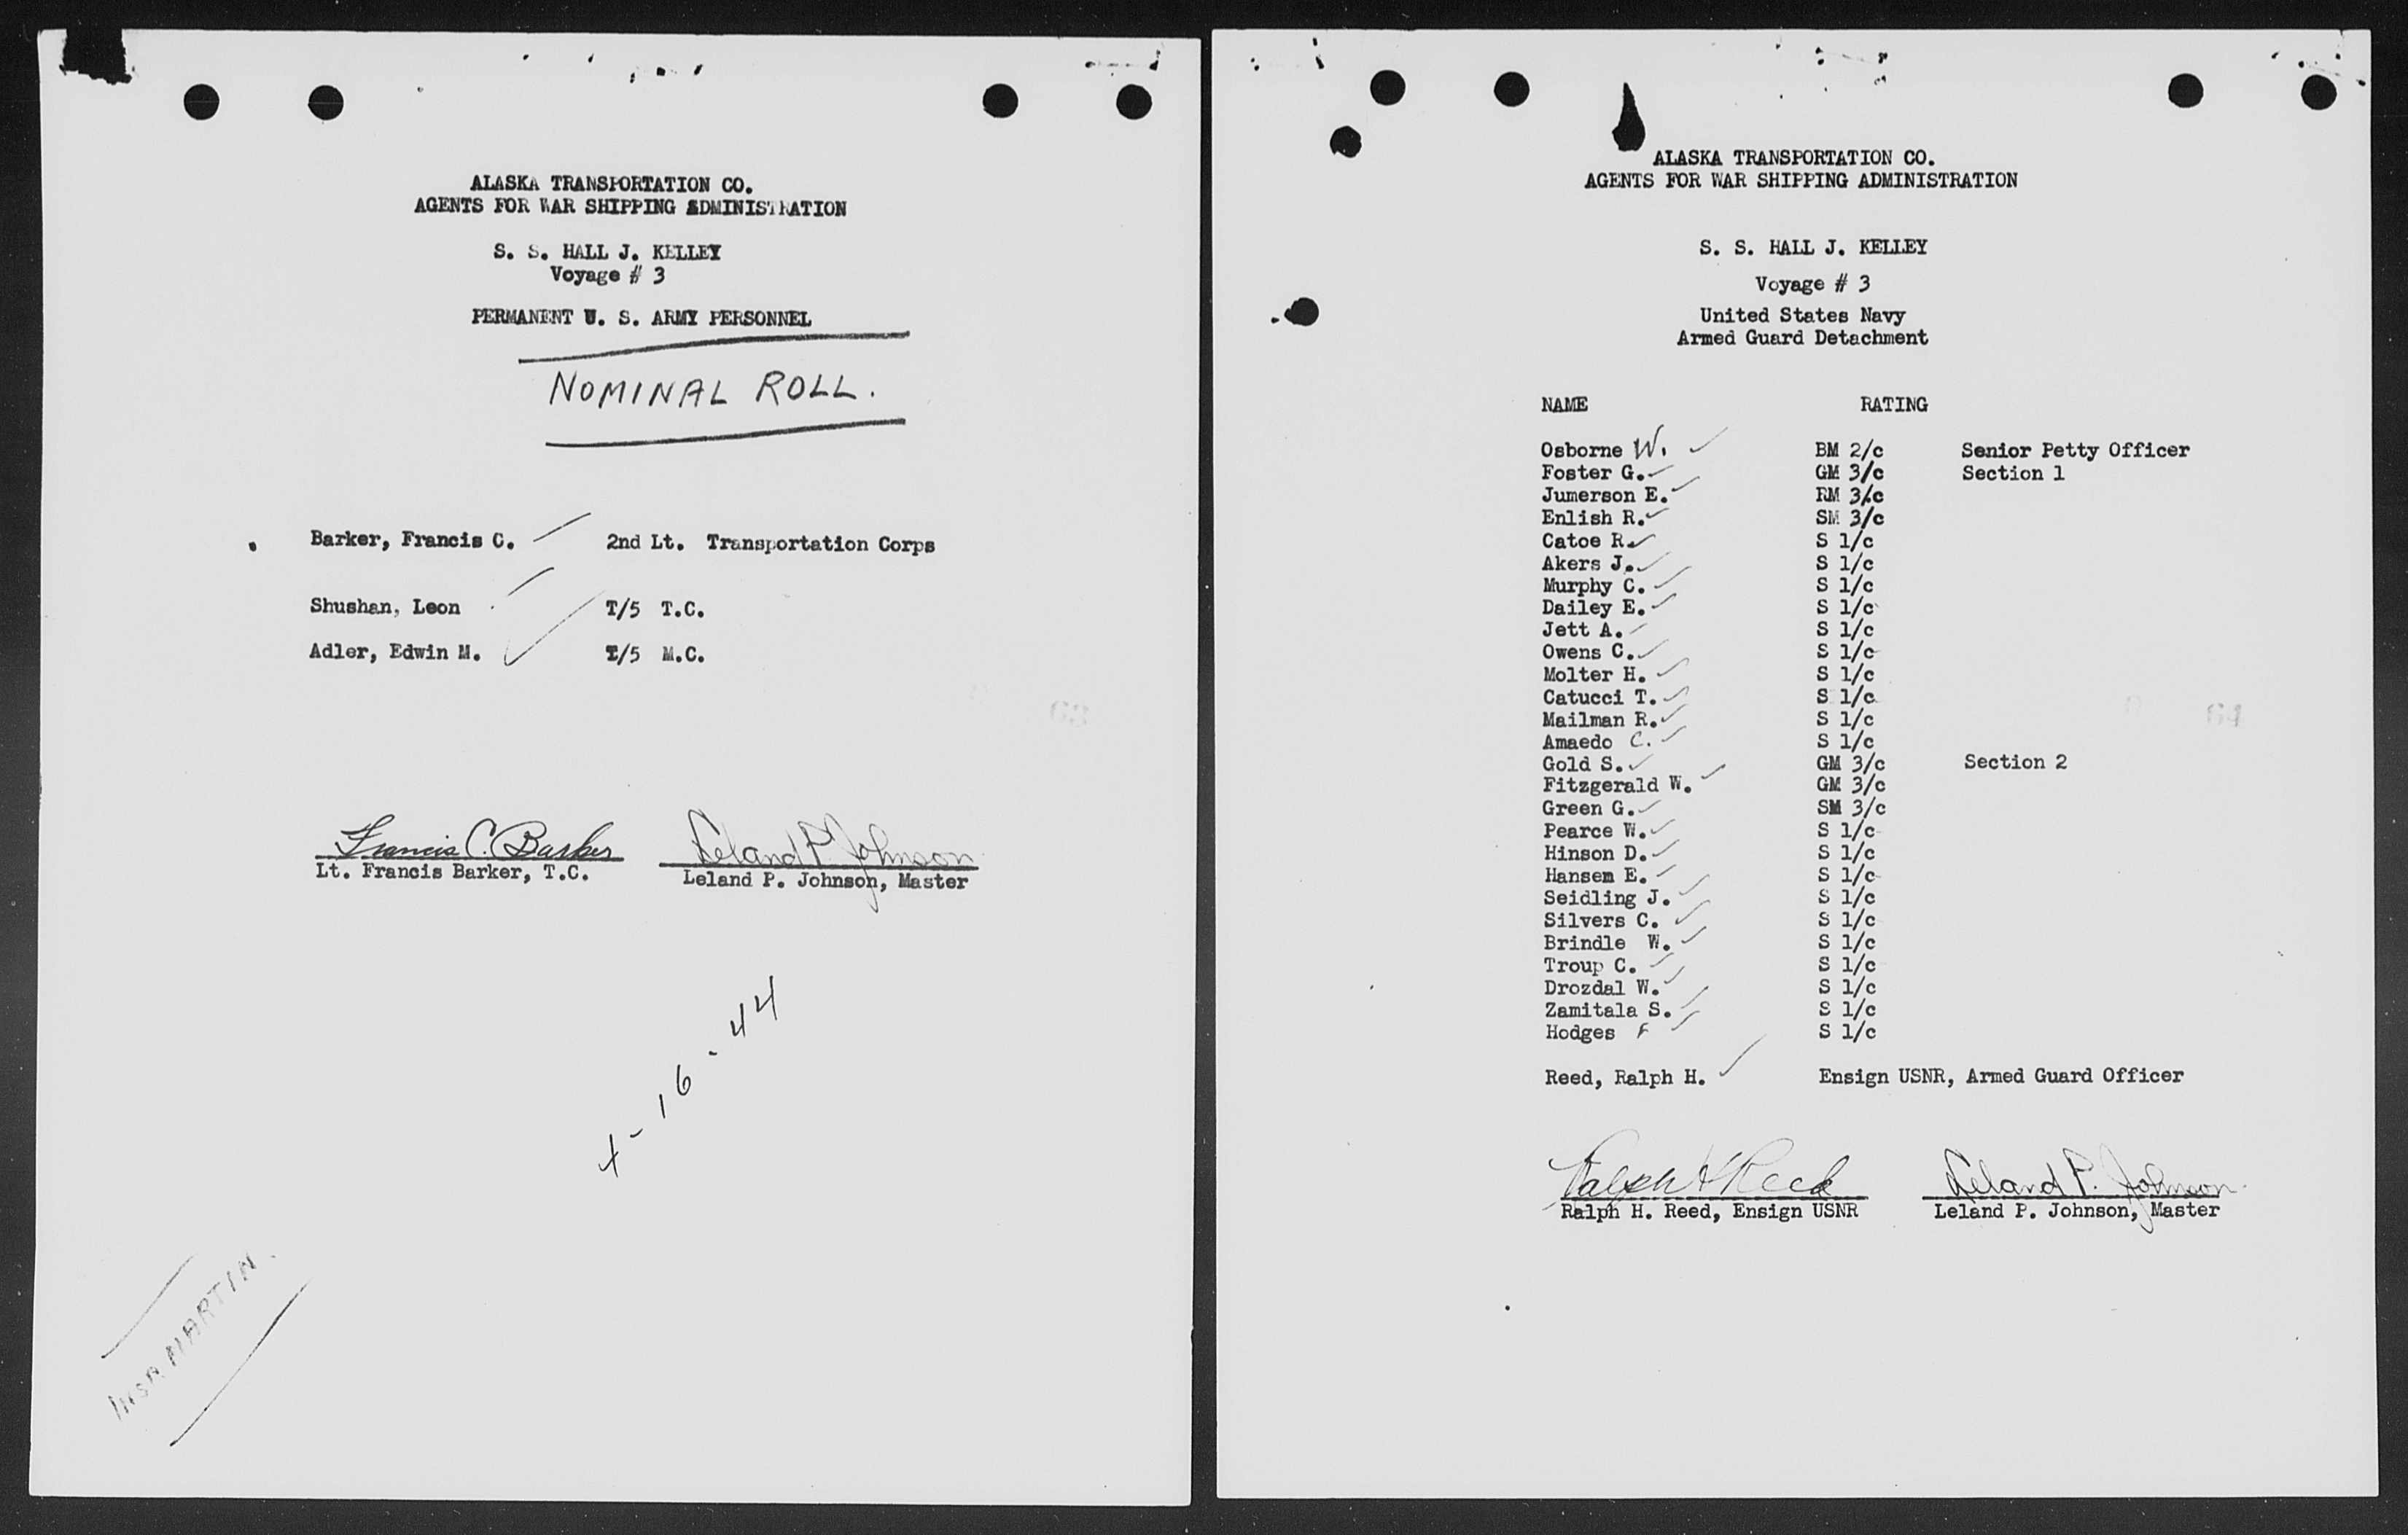 ALASKA TRANSPORTATION CO.
AGENTS FOR WAR SHIPPING ADMINISTRATION
S. S. HALL J. KELLEY
Voyage # 3
PERMANENT U. S. ARMY PERSONNEL
NOMINAL ROLL.
Barker, Francis C. 2nd Lt. Transportation Corps
Shushan, Leon T/5 T.C.
Adler, Edwin M. T/5 M.C.
63
Francis C. Barker Leland P. Johnson
Lt. Francis Barker, T.C. Leland P. Johnson, Master
4-16-44
MARTIN.
ALASKA TRANSPORTATION CO.
AGENTS FOR WAR SHIPPING ADMINISTRATION
S. S. HALL J. KELLEY
Voyage # 3
United States Navy
Armed Guard Detachment
NAME RATING
Osborne W. BM 2/c Senior Petty Officer
Foster G. GM 3/c Section 1
Jumerson E. RM 3/c
Enlish R. SM 3/c
Catoe R. S 1/c
Akers J. S 1/c
Murphy C. S 1/c
Dailey E. S 1/c
Jett A. S 1/c
Owens C. S 1/c
Molter H. S 1/c
Catucci T. S 1/c
Mailman R. S 1/c
Amaedo C. S 1/c
Gold S. GM 3/c Section 2
Fitzgerald W. GM 3/c
Green G. SM 3/c
Pearce W. S 1/c
Hinson D. S 1/c
Hansen E. S 1/c
Seidling J. S 1/c
Silvers C. S 1/c
Brindle W. S 1/c
Troup C. S 1/c
Drozdal W. S 1/c
Zamitala S. S 1/c
Hodges F S 1/c
64
Reed, Ralph H. Ensign USNR, Armed Guard Officer
Ralph H Reed Leland P. Johnson
Ralph H. Reed, Ensign USNR Leland P. Johnson, Master